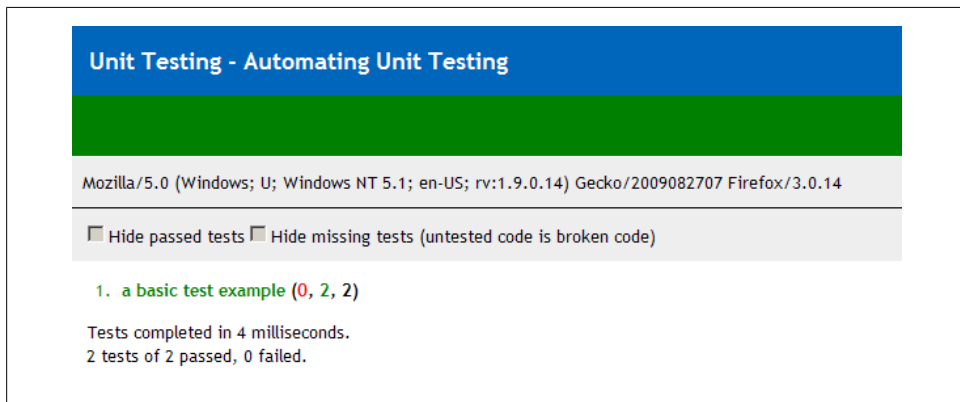 Unit Testing - Automating Unit Testing
Mozilla/5.0 (Windows; U; Windows NT 5.1; en-US; rv:1.9.0.14) Gecko/2009082707 Firefox/3.0.14
Hide passed tests Hide missing tests (untested code is broken code)
1. a basic test example (0, 2, 2)
Tests completed in 4 milliseconds.
2 tests of 2 passed, 0 failed.